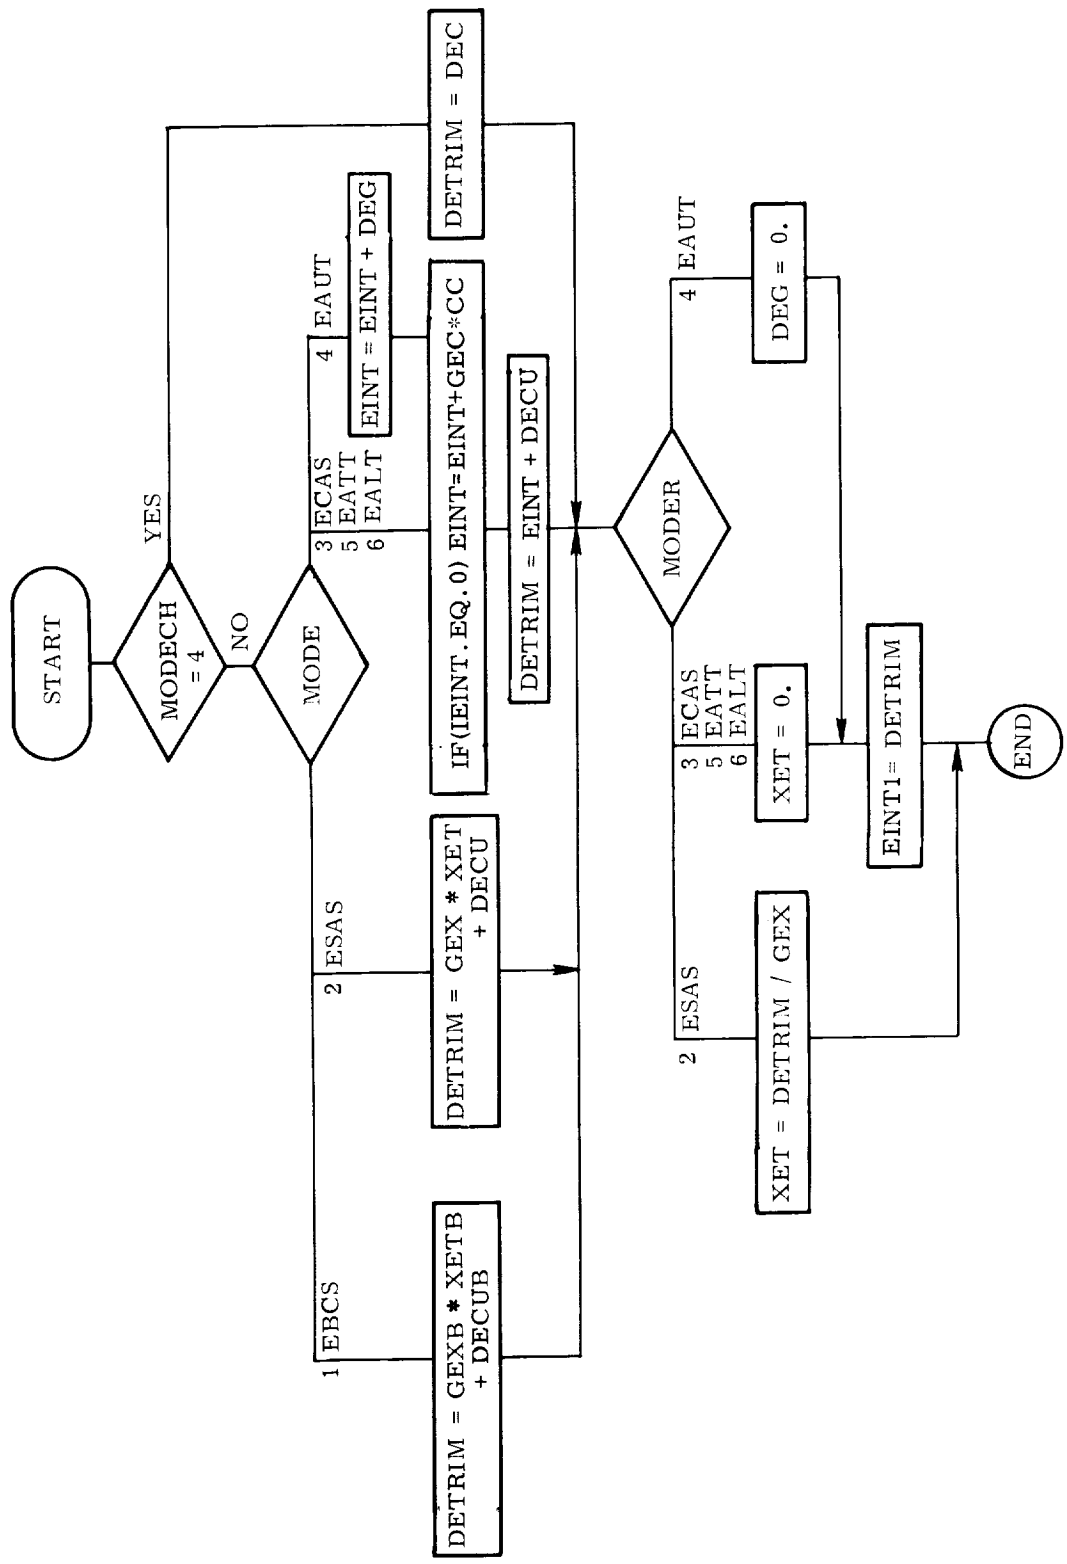 START
MODECH
= 4
YES
NO
MODE
1 EBCS
2 ESAS
3 ECAS
5 EATT
6 EALT
4 EAUT
EINT = EINT + DEG
DETRIM = GEXB * XETB
+ DECUB
DETRIM = GEX * XET
+ DECU
IF(IEINT.EQ.0) EINT=EINT+GEC*CC
DETRIM = DEC
DETRIM = EINT + DECU
MODER
2 ESAS
3 ECAS
5 EATT
6 EALT
4 EAUT
XET = DETRIM / GEX
XET = 0.
DEG = 0.
EINT1= DETRIM
END